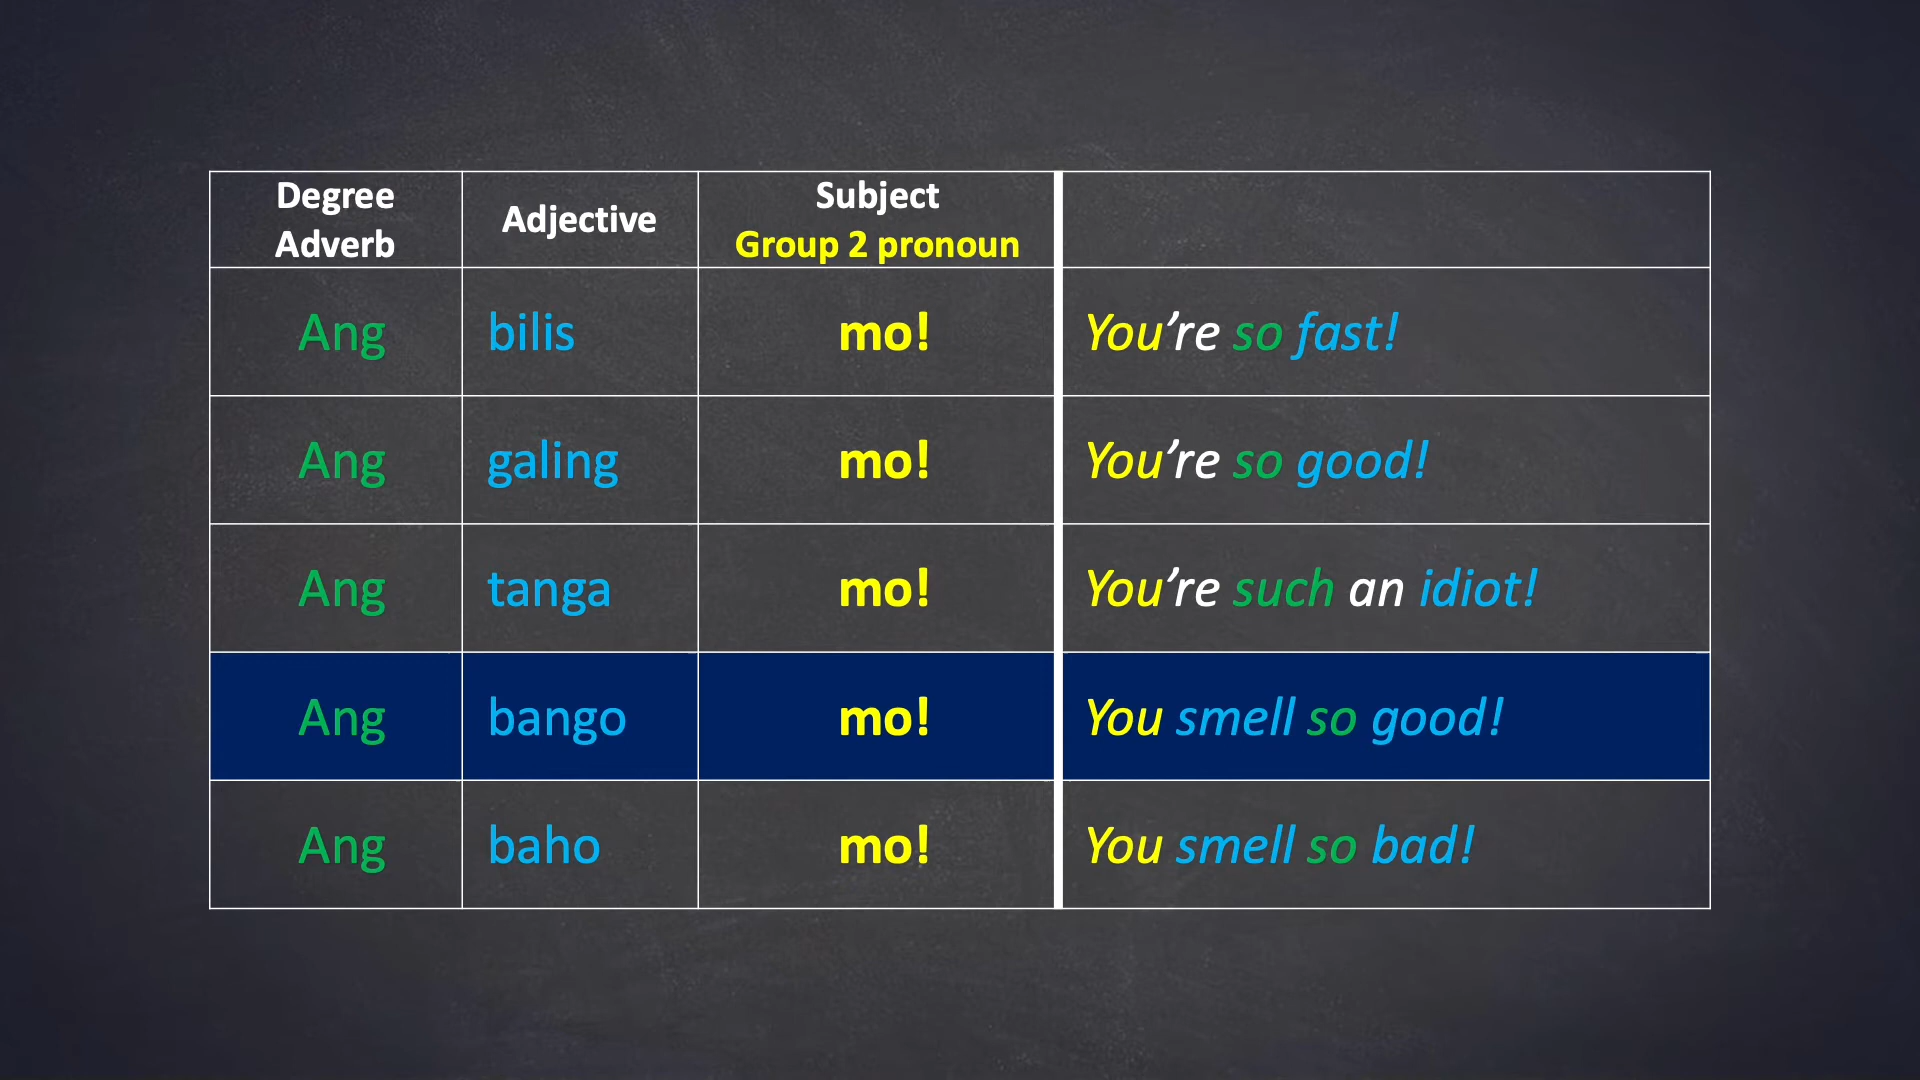 Degree
Adverb
Adjective
Subject
Group 2 pronoun
Ang bilis mo! You’re so fast!
Ang galing mo! You’re so good!
Ang tanga mo! You’re such an idiot!
Ang bango mo! You smell so good!
Ang baho mo! You smell so bad!